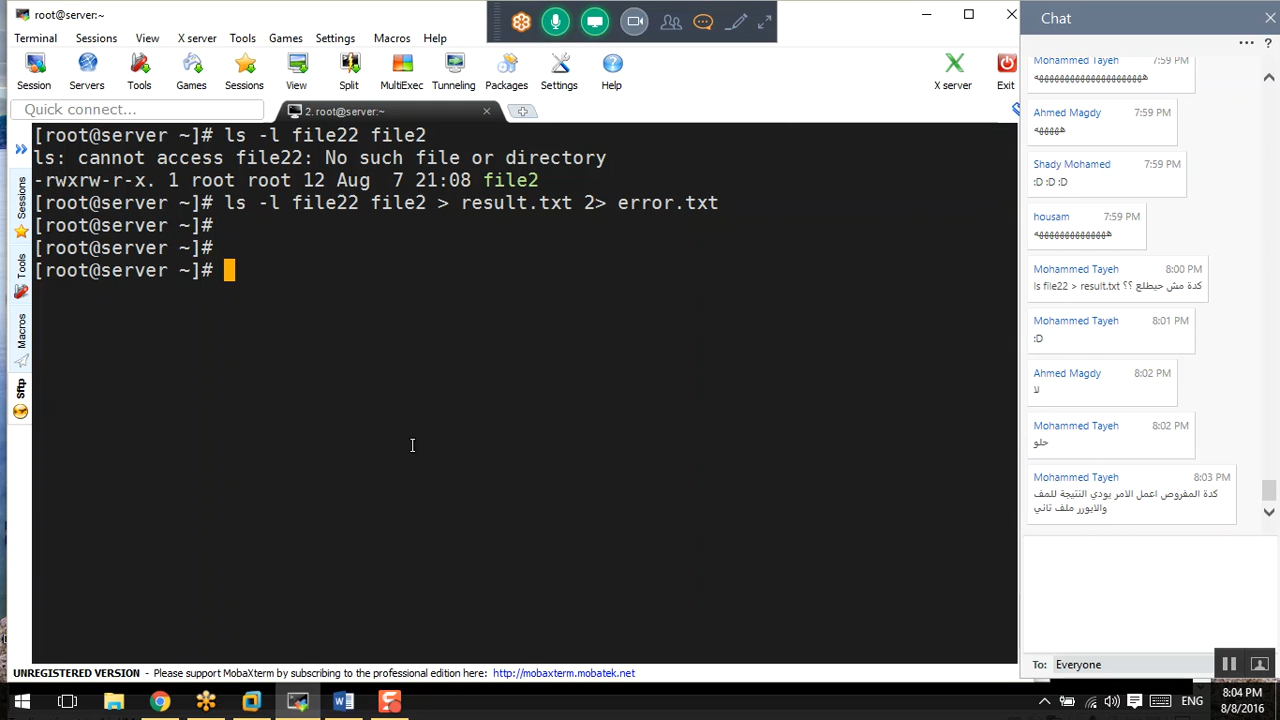 root@server:~
Terminal Sessions View X server Tools Games Settings Macros Help
Session Servers Tools Games Sessions View Split MultiExec Tunneling Packages Settings Help X server Exit
Quick connect...
2. root@server:~
[root@server ~]# ls -l file22 file2
ls: cannot access file22: No such file or directory
-rwxrw-r-x. 1 root root 12 Aug  7 21:08 file2
[root@server ~]# ls -l file22 file2 > result.txt 2> error.txt
[root@server ~]#
[root@server ~]#
[root@server ~]#
Sessions
Tools
Macros
Sftp
UNREGISTERED VERSION - Please support MobaXterm by subscribing to the professional edition here: http://mobaxterm.mobatek.net
Chat
Mohammed Tayeh 7:59 PM
Ahmed Magdy 7:59 PM
Shady Mohamed 7:59 PM
:D :D :D
housam 7:59 PM
Mohammed Tayeh 8:00 PM
ls file22 > result.txt كدة مش حيطلع ؟؟
Mohammed Tayeh 8:01 PM
:D
Ahmed Magdy 8:02 PM
لا
Mohammed Tayeh 8:02 PM
حلو
Mohammed Tayeh 8:03 PM
كدة المفروص اعمل الامر يودي النتيجة للمف
والايورر ملف تاني
To: Everyone
ENG
8:04 PM
8/8/2016